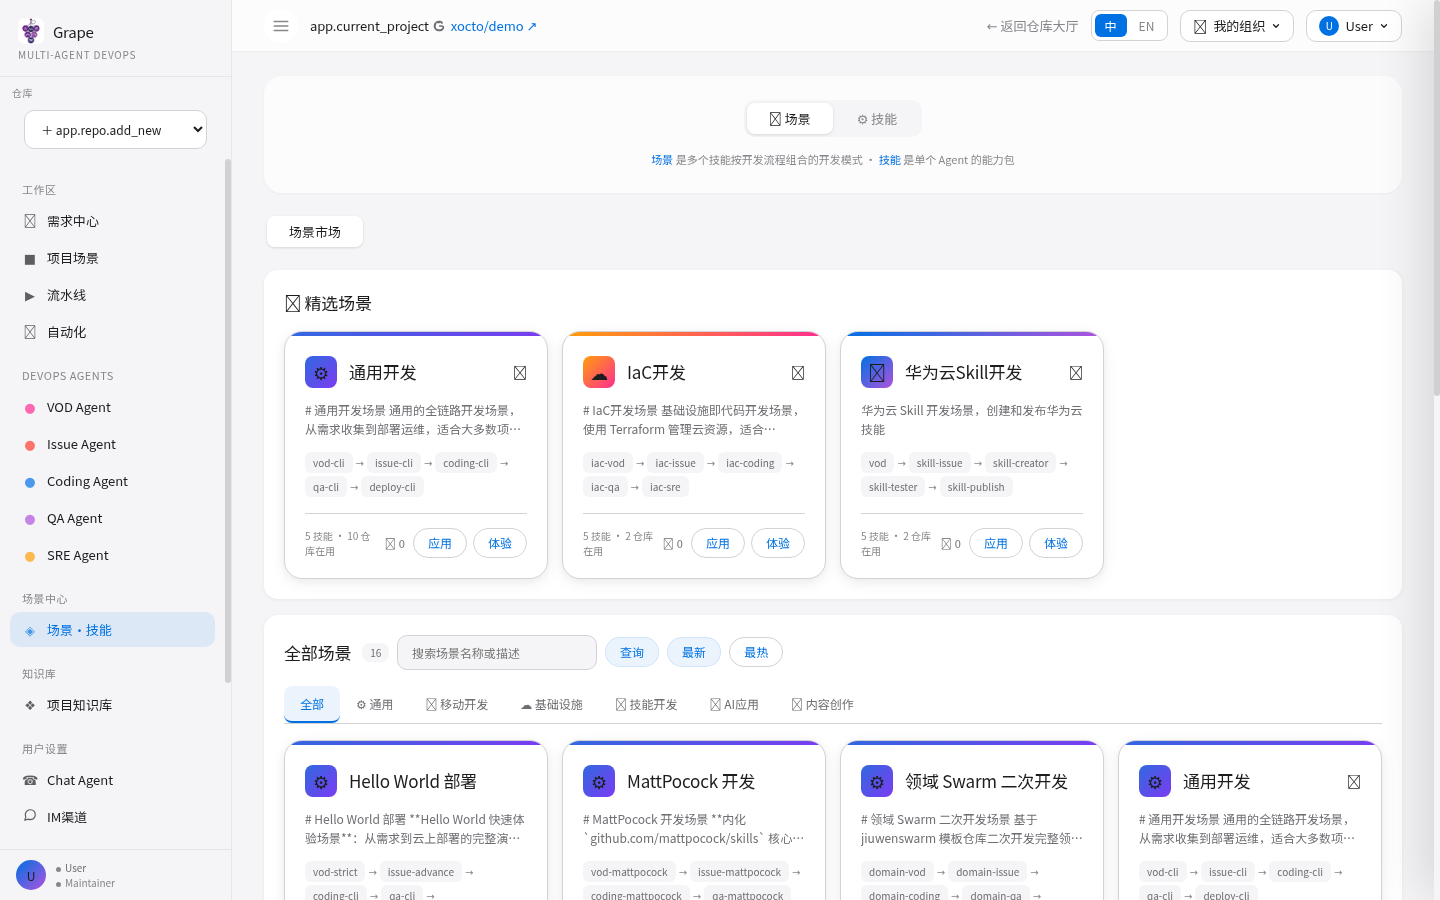 Grape
MULTI-AGENT DEVOPS
仓库
+ app.repo.add_new
工作区
需求中心
项目场景
流水线
自动化
DEVOPS AGENTS
VOD Agent
Issue Agent
Coding Agent
QA Agent
SRE Agent
场景中心
场景・技能
知识库
项目知识库
用户设置
Chat Agent
IM渠道
U
User
Maintainer
app.current_project G xocto/demo ↗
← 返回仓库大厅
中 EN
我的组织
U User
场景
技能
场景 是多个技能按开发流程组合的开发模式 · 技能 是单个 Agent 的能力包
场景市场
精选场景
通用开发
# 通用开发场景 通用的全链路开发场景，
从需求收集到部署运维，适合大多数项…
vod-cli → issue-cli → coding-cli →
qa-cli → deploy-cli
5 技能 · 10 仓
库在用
0 应用 体验
IaC开发
# IaC开发场景 基础设施即代码开发场景，
使用 Terraform 管理云资源，适合…
iac-vod → iac-issue → iac-coding →
iac-qa → iac-sre
5 技能 · 2 仓库
在用
0 应用 体验
华为云Skill开发
华为云 Skill 开发场景，创建和发布华为云
技能
vod → skill-issue → skill-creator →
skill-tester → skill-publish
5 技能 · 2 仓库
在用
0 应用 体验
全部场景 16 搜索场景名称或描述 查询 最新 最热
全部 通用 移动开发 基础设施 技能开发 AI应用 内容创作
Hello World 部署
# Hello World 部署 **Hello World 快速体
验场景**：从需求到云上部署的完整演…
vod-strict → issue-advance →
coding-cli → qa-cli →
MattPocock 开发
# MattPocock 开发场景 **内化
`github.com/mattpocock/skills` 核心…
vod-mattpocock → issue-mattpocock →
coding-mattpocock → qa-mattpocock
领域 Swarm 二次开发
# 领域 Swarm 二次开发场景 基于
jiuwenswarm 模板仓库二次开发完整领…
domain-vod → domain-issue →
domain-coding → domain-qa →
通用开发
# 通用开发场景 通用的全链路开发场景，
从需求收集到部署运维，适合大多数项…
vod-cli → issue-cli → coding-cli →
qa-cli → deploy-cli